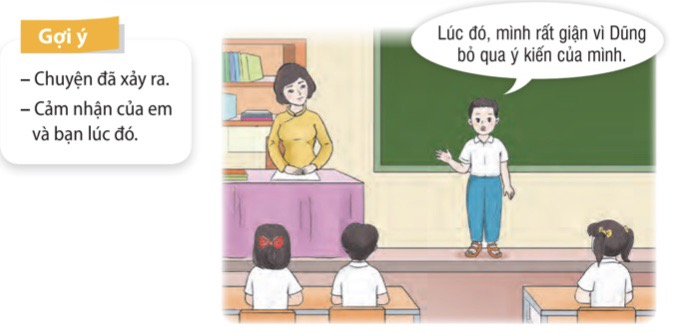 Gợi ý
– Chuyện đã xảy ra.
– Cảm nhận của em
và bạn lúc đó.
Lúc đó, mình rất giận vì Dũng
bỏ qua ý kiến của mình.